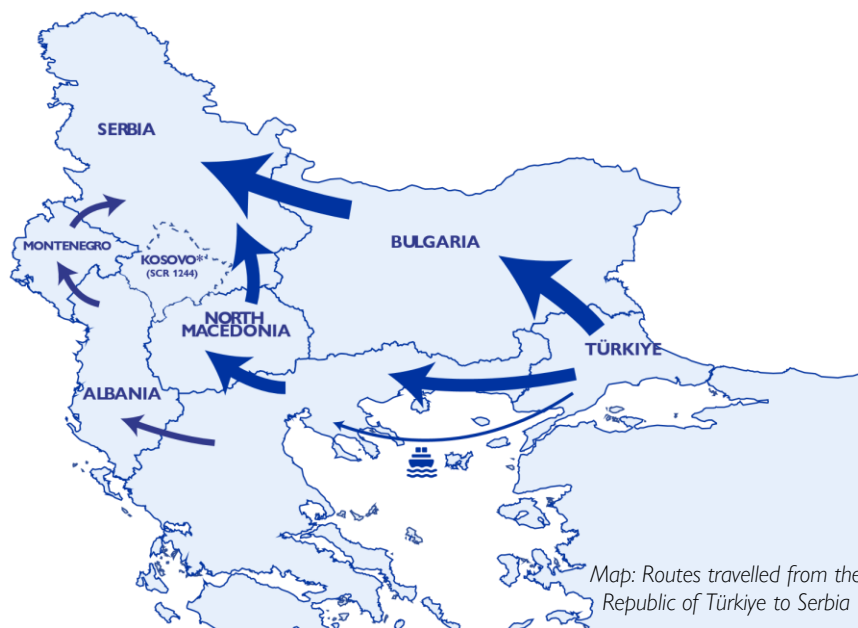 SERBIA
BULGARIA
MONTENEGRO
KOSOVO*
(SCR 1244)
NORTH
MACEDONIA
TÜRKIYE
ALBANIA
Map: Routes travelled from the
Republic of Türkiye to Serbia